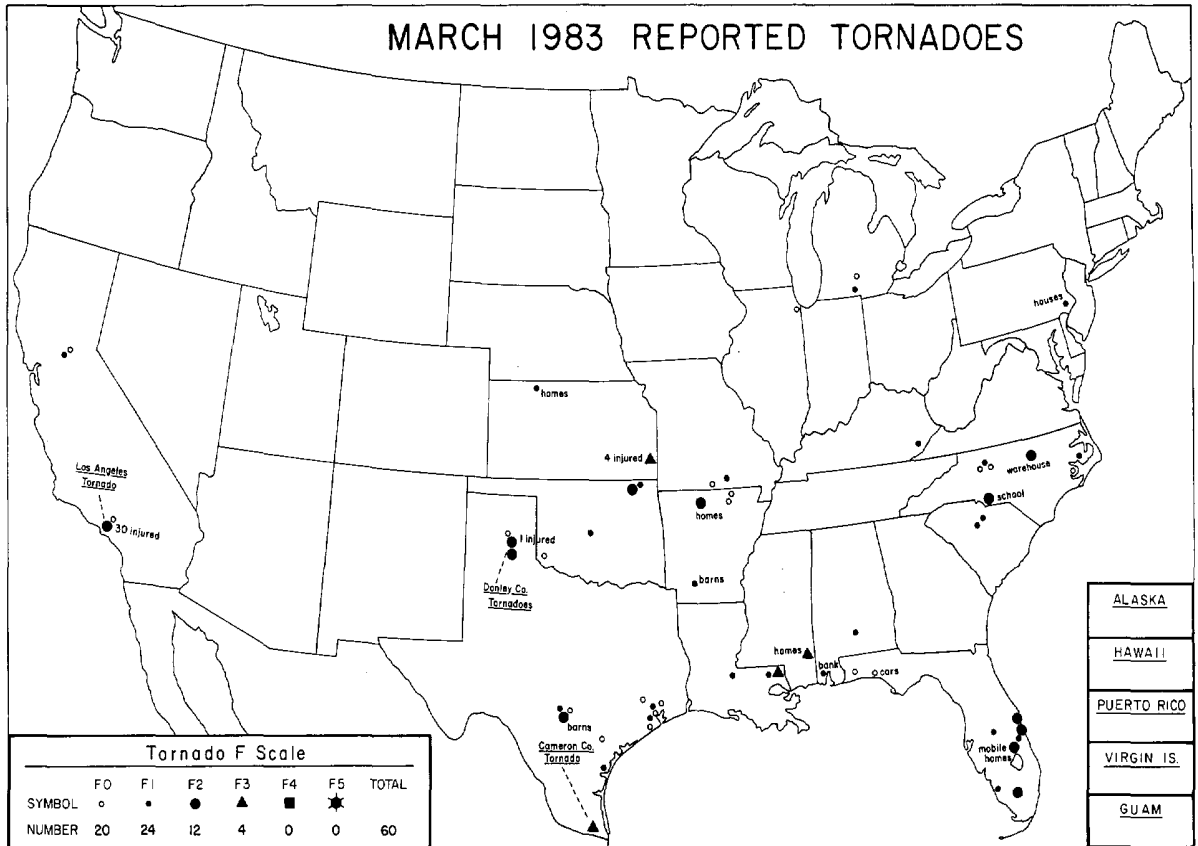 MARCH 1983 REPORTED TORNADOES
houses
homes
4 injured
Los Angeles
Tornado
30 injured
warehouse
school
homes
1 injured
Donley Co.
Tornadoes
barns
homes
bank
cars
barns
Cameron Co.
Tornado
mobile
homes
ALASKA
HAWAII
PUERTO RICO
VIRGIN IS.
GUAM
Tornado F Scale
F0 F1 F2 F3 F4 F5 TOTAL
SYMBOL
NUMBER 20 24 12 4 0 0 60